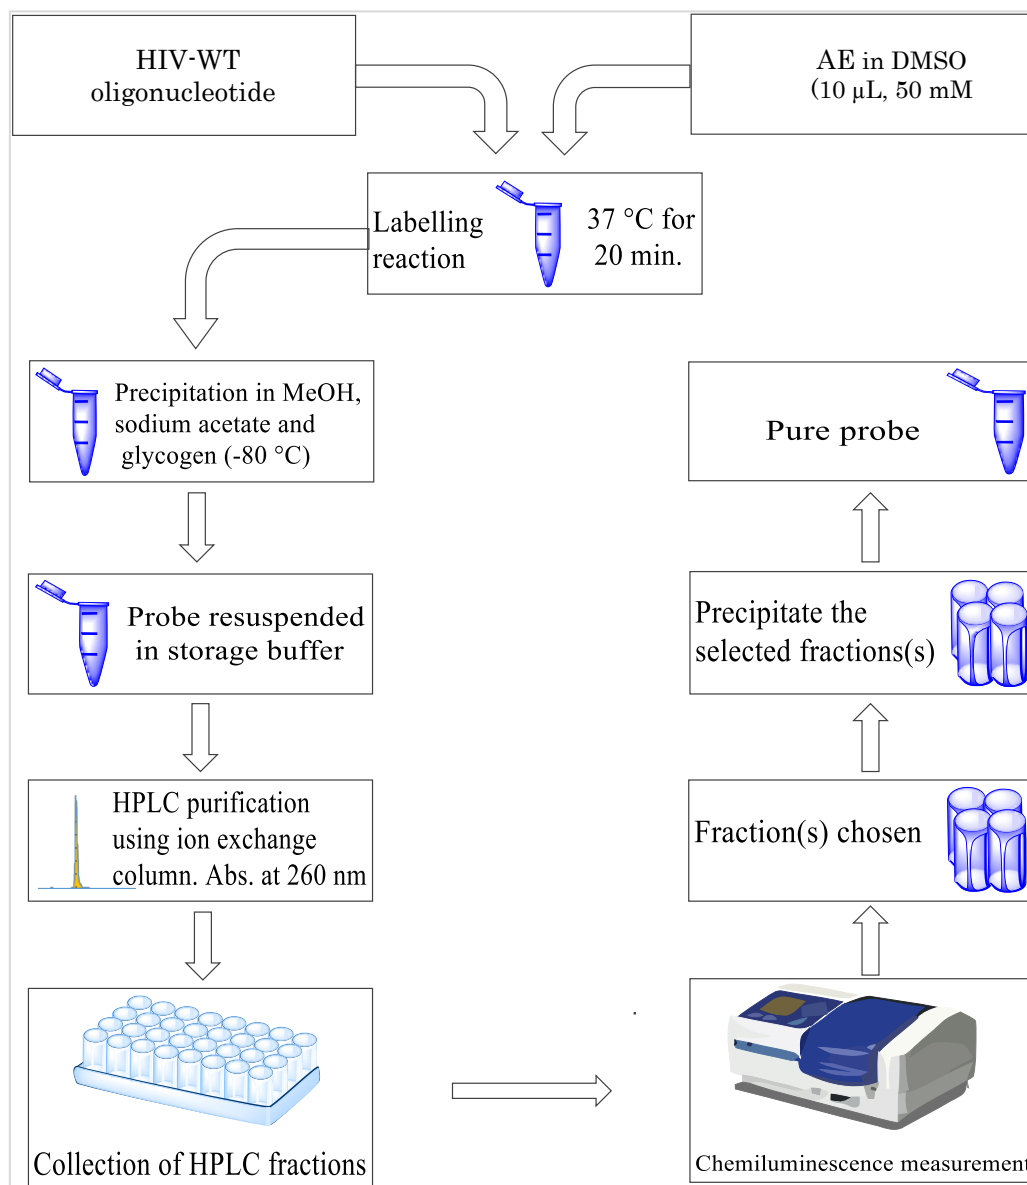 HIV-WT
oligonucleotide
AE in DMSO
(10 µL, 50 mM
Labelling
reaction
37 °C for
20 min.
Precipitation in MeOH,
sodium acetate and
glycogen (-80 °C)
Probe resuspended
in storage buffer
HPLC purification
using ion exchange
column. Abs. at 260 nm
Collection of HPLC fractions
Chemiluminescence measurement
Fraction(s) chosen
Precipitate the
selected fractions(s)
Pure probe